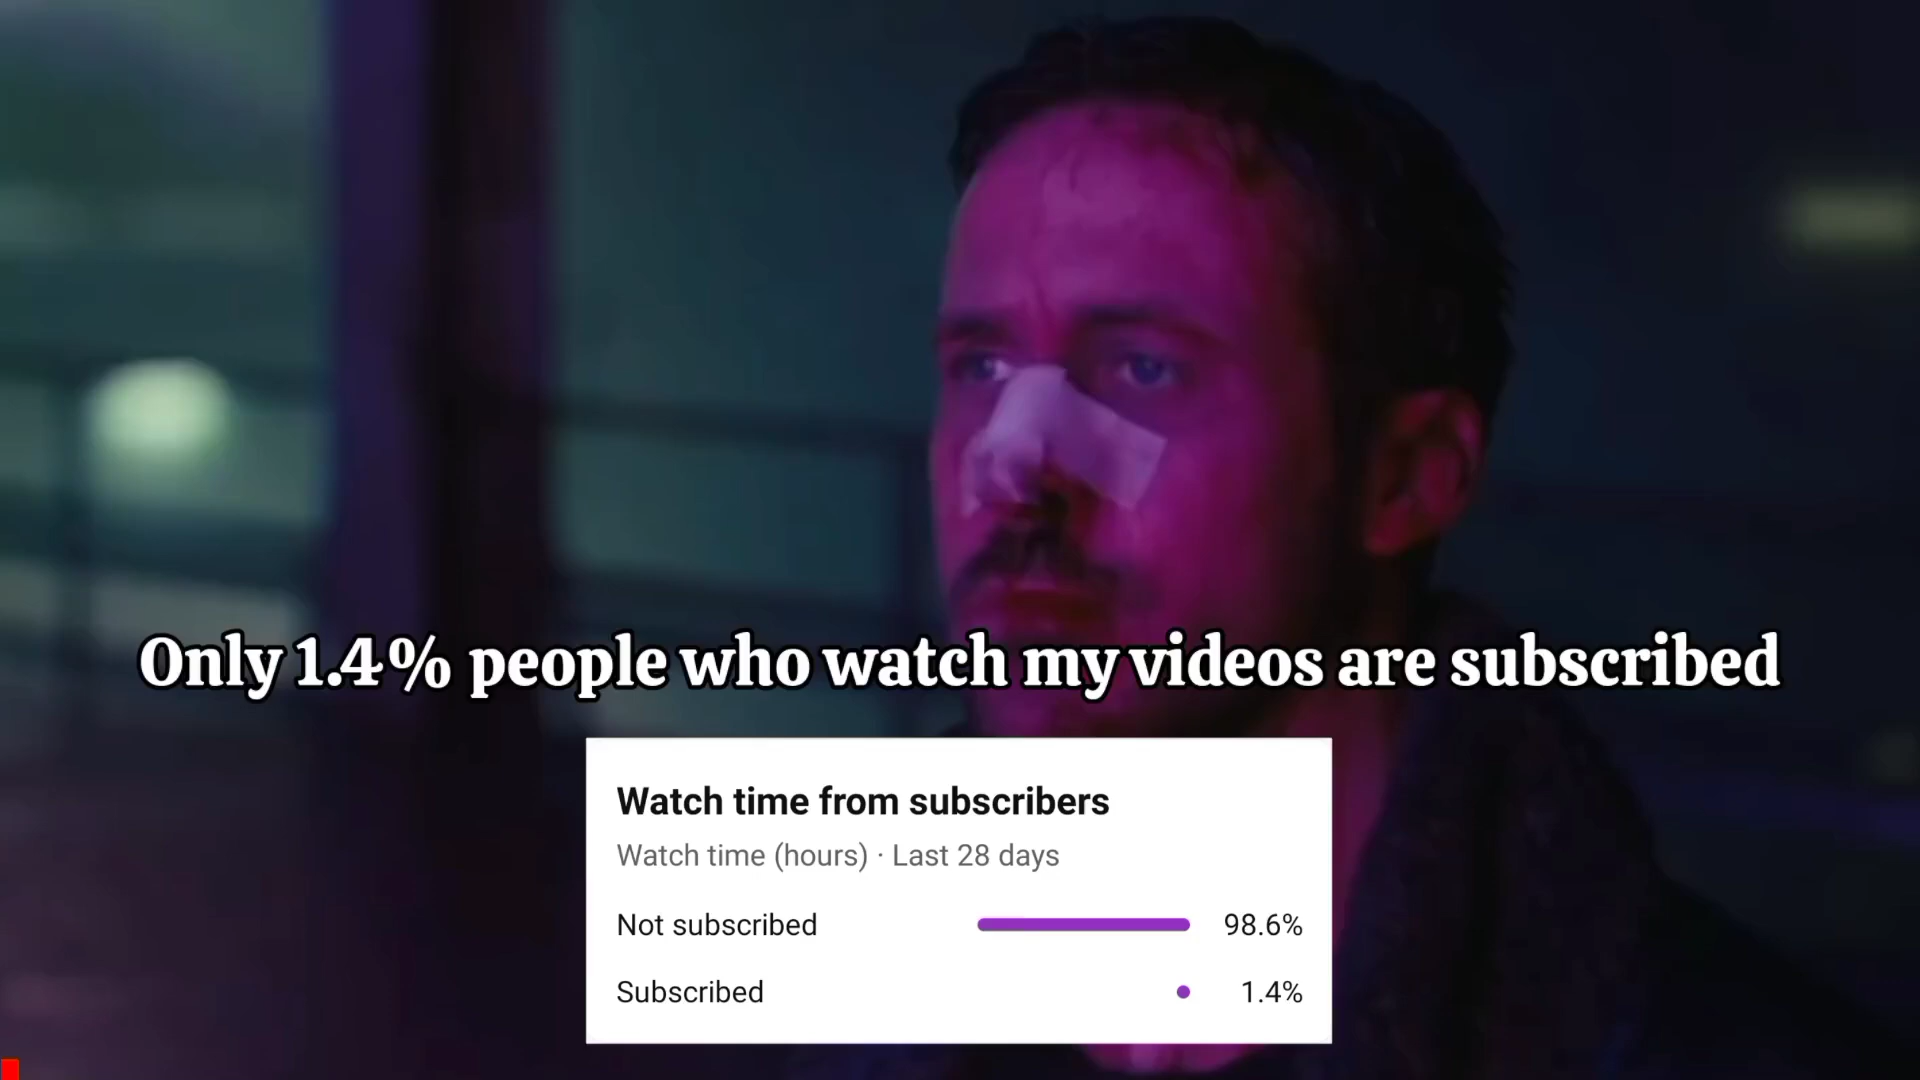 Only 1.4% people who watch my videos are subscribed
Watch time from subscribers
Watch time (hours) · Last 28 days
Not subscribed 98.6%
Subscribed 1.4%